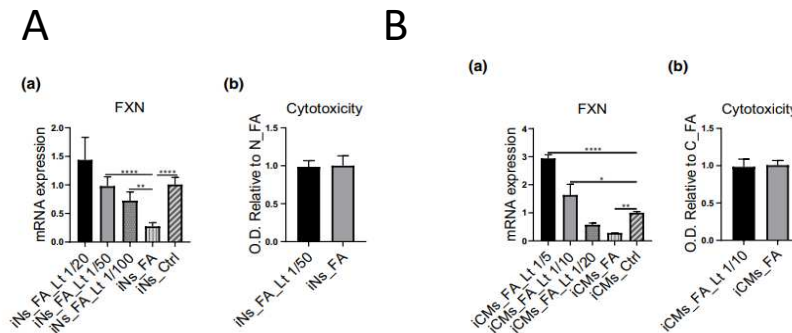 A
B
(a)
FXN
mRNA expression
2.0
1.5
1.0
0.5
0.0
****
****
**
iNs_FA_Lt 1/20
iNs_FA_Lt 1/50
iNs_FA_Lt 1/100
iNs_FA
iNs_Ctrl
(b)
Cytotoxicity
O.D. Relative to N_FA
1.5
1.0
0.5
0.0
iNs_FA_Lt 1/50
iNs_FA
(a)
FXN
mRNA expression
4
3
2
1
0
****
*
**
iCMs_FA_Lt 1/5
iCMs_FA_Lt 1/10
iCMs_FA_Lt 1/20
iCMs_FA
iCMs_Ctrl
(b)
Cytotoxicity
O.D. Relative to C_FA
1.5
1.0
0.5
0.0
iCMs_FA_Lt 1/10
iCMs_FA